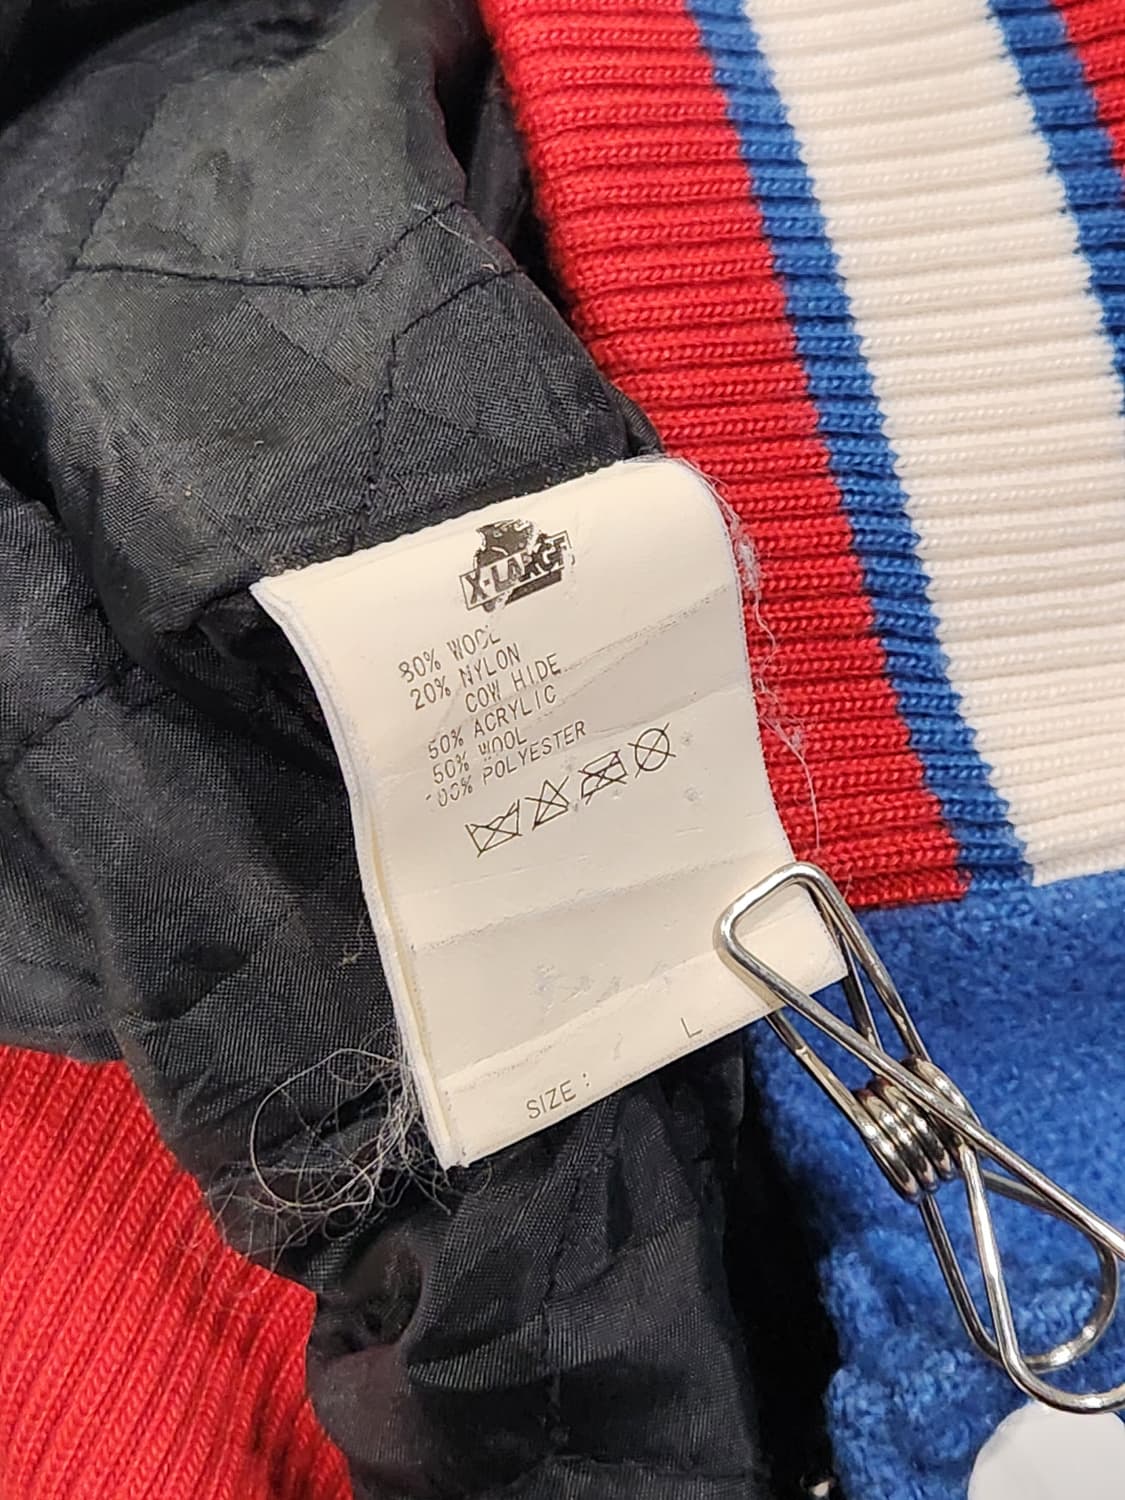 X-LARGE
80% WOOL
20% NYLON
COW HIDE
50% ACRYLIC
50% WOOL
100% POLYESTER
SIZE : L